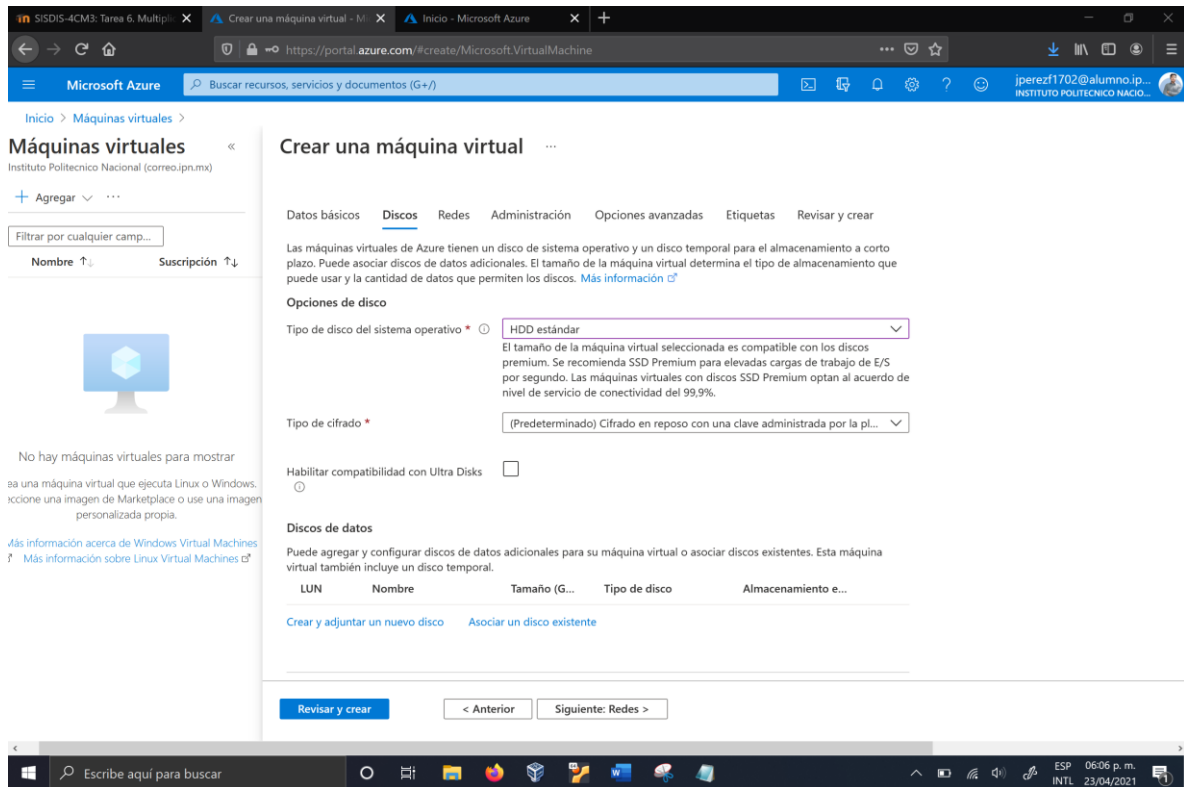 SISDIS-4CM3: Tarea 6. Multiplic
Crear una máquina virtual - Mi
Inicio - Microsoft Azure
https://portal.azure.com/#create/Microsoft.VirtualMachine
Microsoft Azure
Buscar recursos, servicios y documentos (G+/)
jperezf1702@alumno.ip...
INSTITUTO POLITECNICO NACIO...
Inicio > Máquinas virtuales >
Máquinas virtuales «
Instituto Politecnico Nacional (correo.ipn.mx)
+ Agregar ...
Filtrar por cualquier camp...
Nombre ↑↓ Suscripción ↑↓
No hay máquinas virtuales para mostrar
ea una máquina virtual que ejecuta Linux o Windows.
eccione una imagen de Marketplace o use una imagen
personalizada propia.
Más información acerca de Windows Virtual Machines
Más información sobre Linux Virtual Machines
Crear una máquina virtual ...
Datos básicos Discos Redes Administración Opciones avanzadas Etiquetas Revisar y crear
Las máquinas virtuales de Azure tienen un disco de sistema operativo y un disco temporal para el almacenamiento a corto
plazo. Puede asociar discos de datos adicionales. El tamaño de la máquina virtual determina el tipo de almacenamiento que
puede usar y la cantidad de datos que permiten los discos. Más información
Opciones de disco
Tipo de disco del sistema operativo * HDD estándar
El tamaño de la máquina virtual seleccionada es compatible con los discos
premium. Se recomienda SSD Premium para elevadas cargas de trabajo de E/S
por segundo. Las máquinas virtuales con discos SSD Premium optan al acuerdo de
nivel de servicio de conectividad del 99,9%.
Tipo de cifrado * (Predeterminado) Cifrado en reposo con una clave administrada por la pl...
Habilitar compatibilidad con Ultra Disks
Discos de datos
Puede agregar y configurar discos de datos adicionales para su máquina virtual o asociar discos existentes. Esta máquina
virtual también incluye un disco temporal.
LUN Nombre Tamaño (G... Tipo de disco Almacenamiento e...
Crear y adjuntar un nuevo disco Asociar un disco existente
Revisar y crear < Anterior Siguiente: Redes >
Escribe aquí para buscar
ESP 06:06 p. m.
INTL 23/04/2021